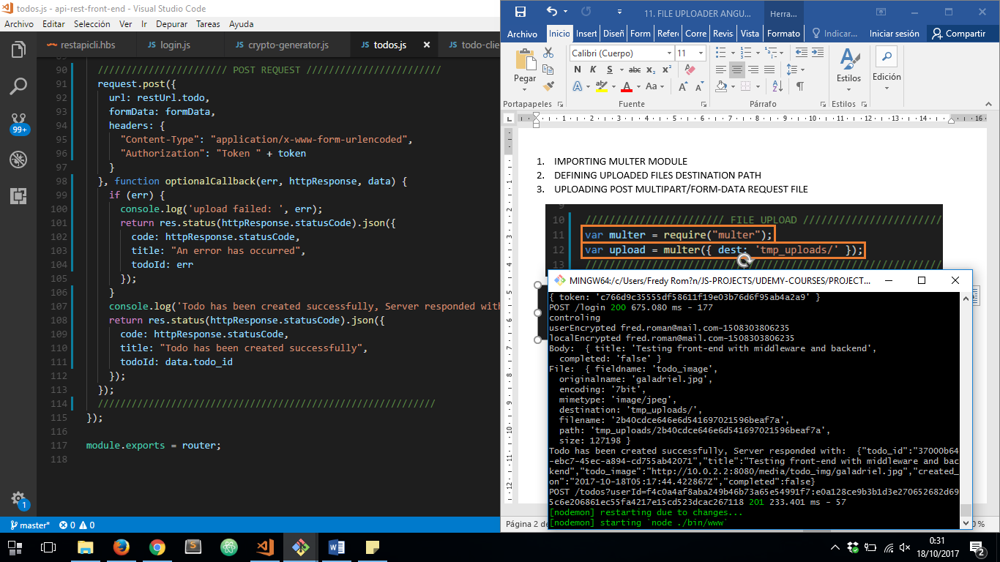 todos.js - api-rest-front-end - Visual Studio Code
Archivo Editar Selección Ver Ir Depurar Tareas Ayuda
restapicli.hbs JS login.js JS crypto-generator.js JS todos.js JS todo-clie
90 /////////////////////// POST REQUEST ////////////////////////
91 request.post({
92 url: restUrl.todo,
93 formData: formData,
94 headers: {
95 "Content-Type": "application/x-www-form-urlencoded",
96 "Authorization": "Token " + token
97 }
98 }, function optionalCallback(err, httpResponse, data) {
99 if (err) {
100 console.log('upload failed: ', err);
101 return res.status(httpResponse.statusCode).json({
102 code: httpResponse.statusCode,
103 title: "An error has occurred",
104 todoId: err
105 });
106 }
107 console.log('Todo has been created successfully, Server responded with
108 return res.status(httpResponse.statusCode).json({
109 code: httpResponse.statusCode,
110 title: "Todo has been created successfully",
111 todoId: data.todo_id
112 });
113 });
114 ////////////////////////////////////////////////////////////
115 });
116
117 module.exports = router;
118
99+
1
master* 0 0
11. FILE UPLOADER ANGU... Herra...
Archivo Inicio Insert Diseñ Form Refere Corre Revis Vista Formato Indicar... Iniciar sesión Compartir
Calibri (Cuerpo) 11
Pegar
N K S abc x₂ x²
Estilos Edición
Portapapeles Fuente Párrafo Estilos
1. IMPORTING MULTER MODULE
2. DEFINING UPLOADED FILES DESTINATION PATH
3. UPLOADING POST MULTIPART/FORM-DATA REQUEST FILE
10 /////////////////////// FILE UPLOAD ///////////////////////
11 var multer = require("multer");
12 var upload = multer({ dest: 'tmp_uploads/' });
13
MINGW64:/c/Users/Fredy Rom?n/JS-PROJECTS/UDEMY-COURSES/PROJECT...
{ token: 'c766d9c35555df58611f19e03b76d6f95ab4a2a9' }
POST /login 200 675.080 ms - 177
controling
userEncrypted fred.roman@mail.com-1508303806235
localEncrypted fred.roman@mail.com-1508303806235
Body: { title: 'Testing front-end with middleware and backend',
completed: 'false' }
File: { fieldname: 'todo_image',
originalname: 'galadriel.jpg',
encoding: '7bit',
mimetype: 'image/jpeg',
destination: 'tmp_uploads/',
filename: '2b40cdce646e6d541697021596beaf7a',
path: 'tmp_uploads/2b40cdce646e6d541697021596beaf7a',
size: 127198 }
Todo has been created successfully, Server responded with: {"todo_id":"37000b64
-ebc7-45ec-a894-cd755ab42071","title":"Testing front-end with middleware and bac
kend","todo_image":"http://10.0.2.2:8080/media/todo_img/galadriel.jpg","created_
on":"2017-10-18T05:17:44.422867Z","completed":false}
POST /todos?userId=f4c0a4af8aba249b46b73a65e54991f7:e0a128ce9b3b1d3e270652682d69
5c6e206861ec55fa4217e15cd523dcac267118 201 233.401 ms - 57
[nodemon] restarting due to changes...
[nodemon] starting `node ./bin/www`
Página 2 de
0 %
0:31
18/10/2017
2